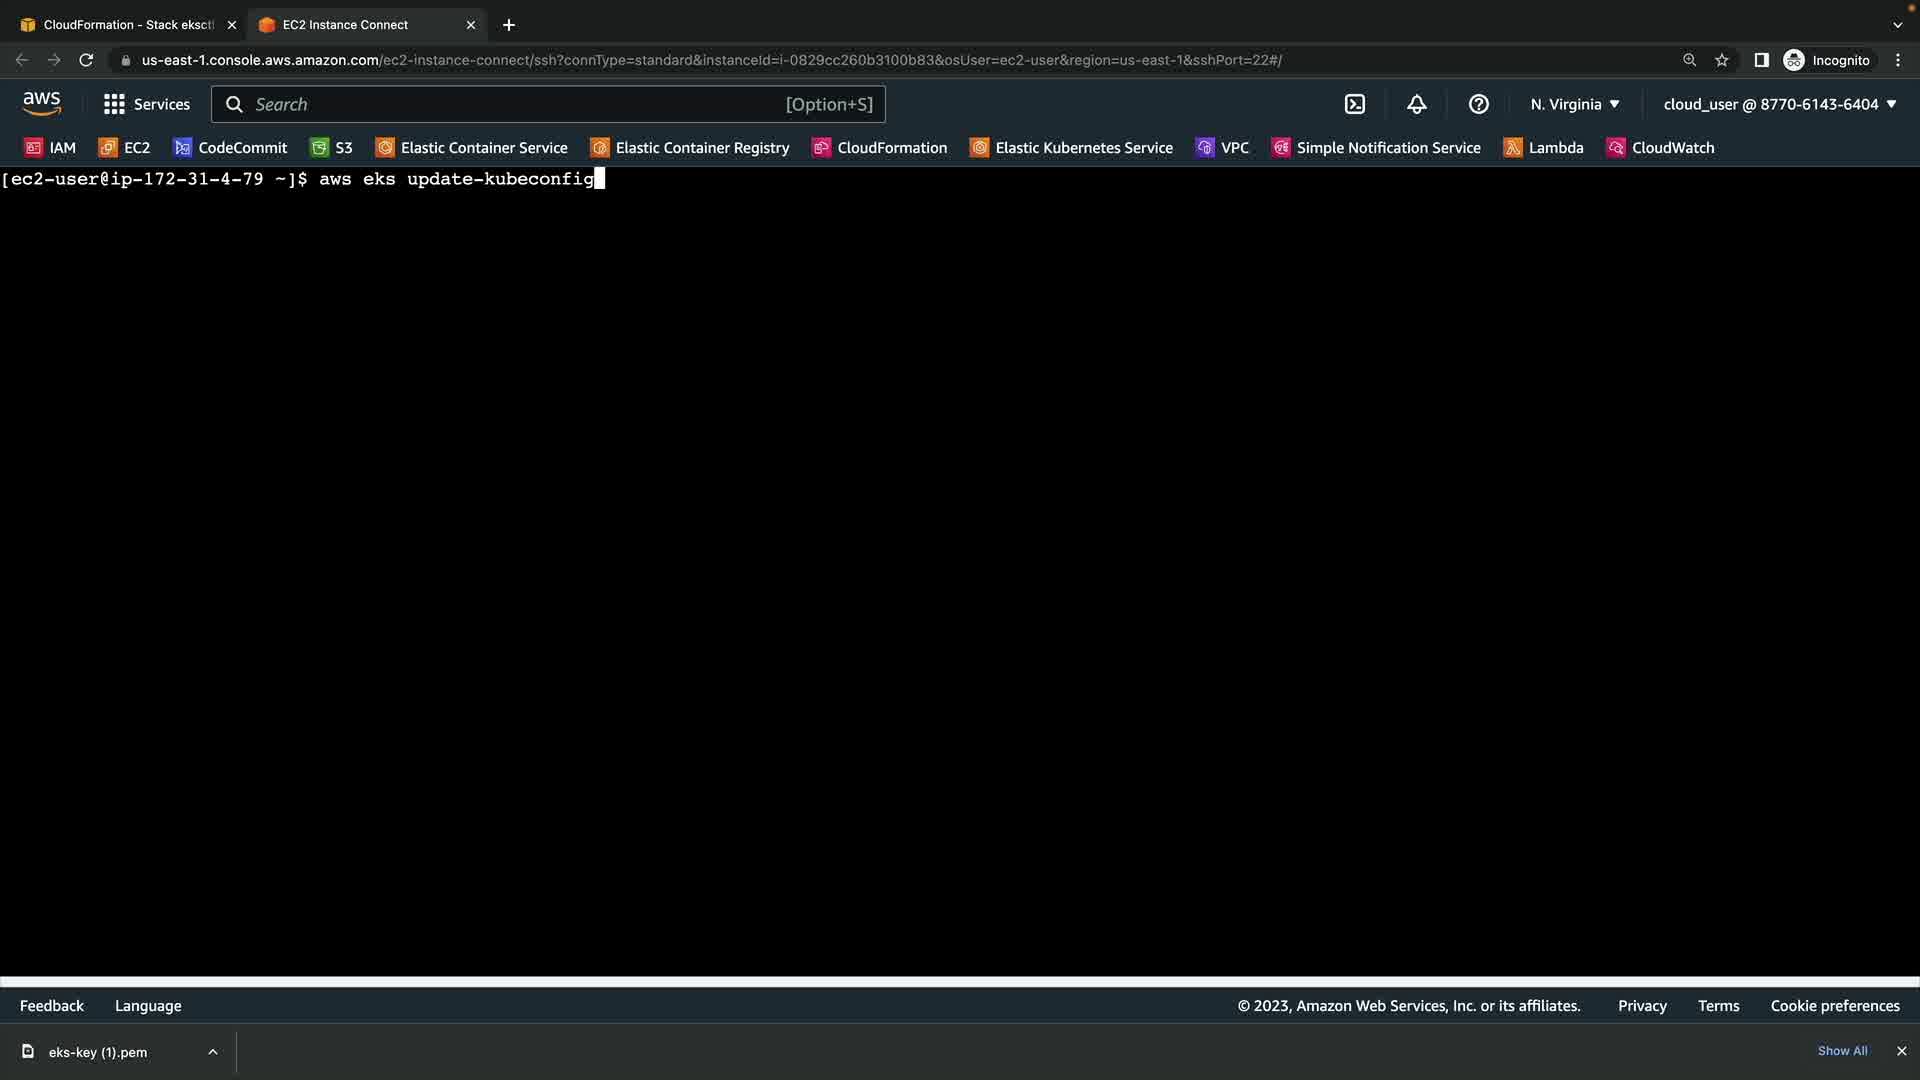 CloudFormation - Stack eksctl
EC2 Instance Connect
us-east-1.console.aws.amazon.com/ec2-instance-connect/ssh?connType=standard&instanceId=i-0829cc260b3100b83&osUser=ec2-user&region=us-east-1&sshPort=22#/
Incognito
aws
Services
Search
[Option+S]
N. Virginia
cloud_user @ 8770-6143-6404
IAM
EC2
CodeCommit
S3
Elastic Container Service
Elastic Container Registry
CloudFormation
Elastic Kubernetes Service
VPC
Simple Notification Service
Lambda
CloudWatch
[ec2-user@ip-172-31-4-79 ~]$ aws eks update-kubeconfig
Feedback
Language
© 2023, Amazon Web Services, Inc. or its affiliates.
Privacy
Terms
Cookie preferences
eks-key (1).pem
Show All